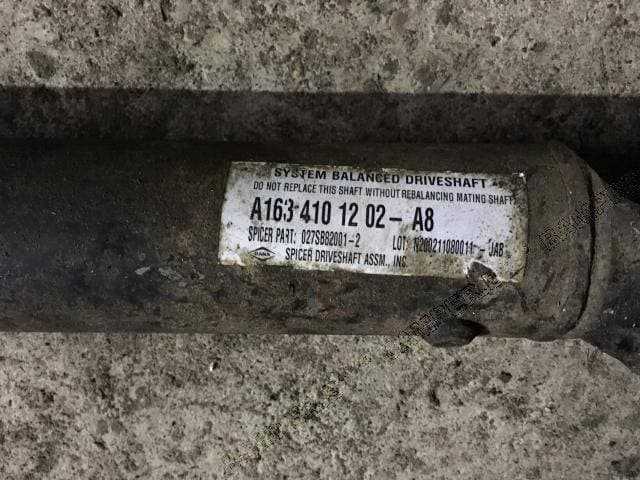 SYSTEM BALANCED DRIVESHAFT
DO NOT REPLACE THIS SHAFT WITHOUT REBALANCING MATING SHAFT
A163 410 12 02-A8
SPICER PART: 027SB82001-2 LOT: N200211080011 -JAB
DANA SPICER DRIVESHAFT ASSM., INC